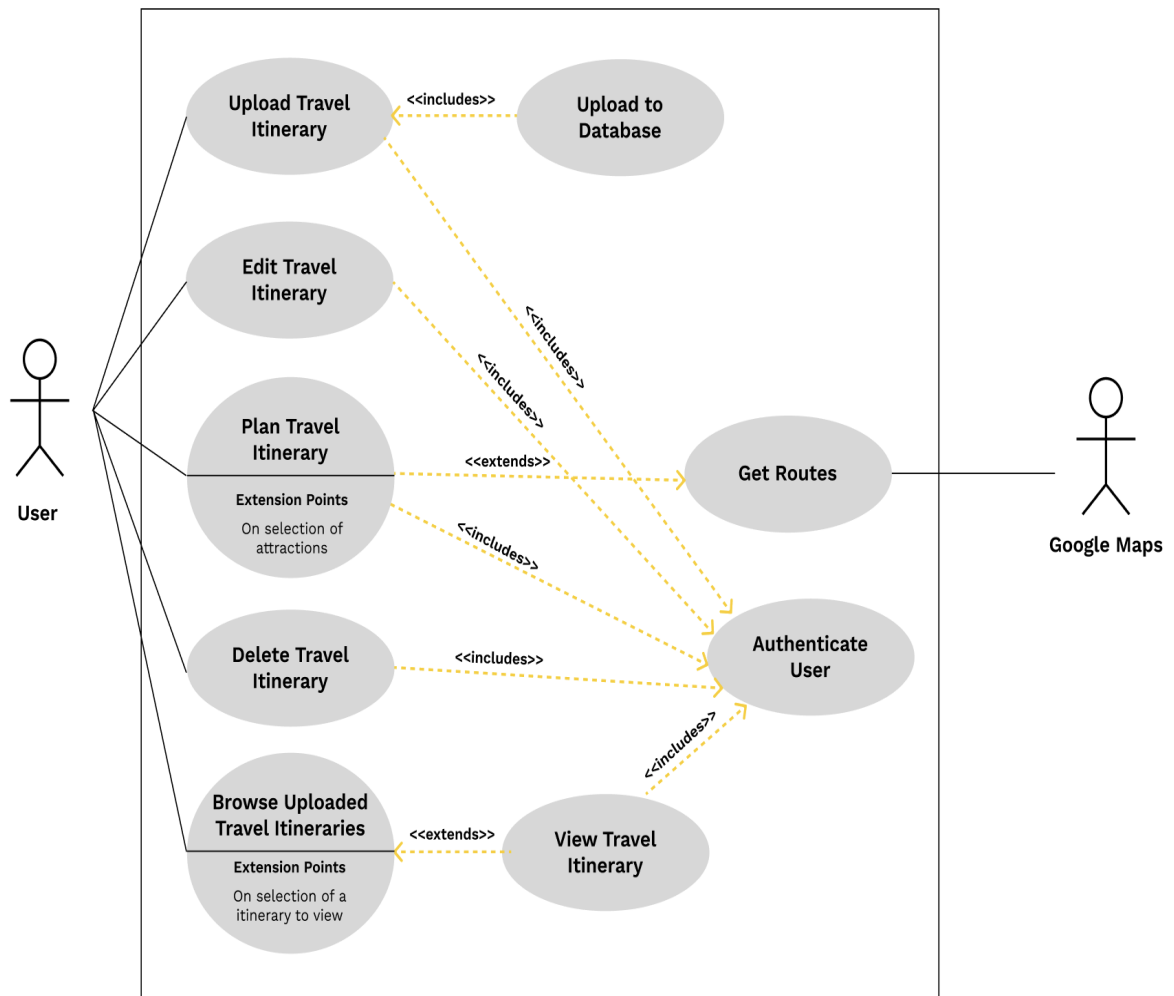 Upload Travel
Itinerary
<<includes>>
Upload to
Database
Edit Travel
Itinerary
<<includes>>
<<includes>>
Plan Travel
Itinerary
Extension Points
On selection of
attractions
<<extends>>
<<includes>>
Get Routes
User
Google Maps
Delete Travel
Itinerary
<<includes>>
Authenticate
User
<<includes>>
Browse Uploaded
Travel Itineraries
Extension Points
On selection of a
itinerary to view
<<extends>>
View Travel
Itinerary